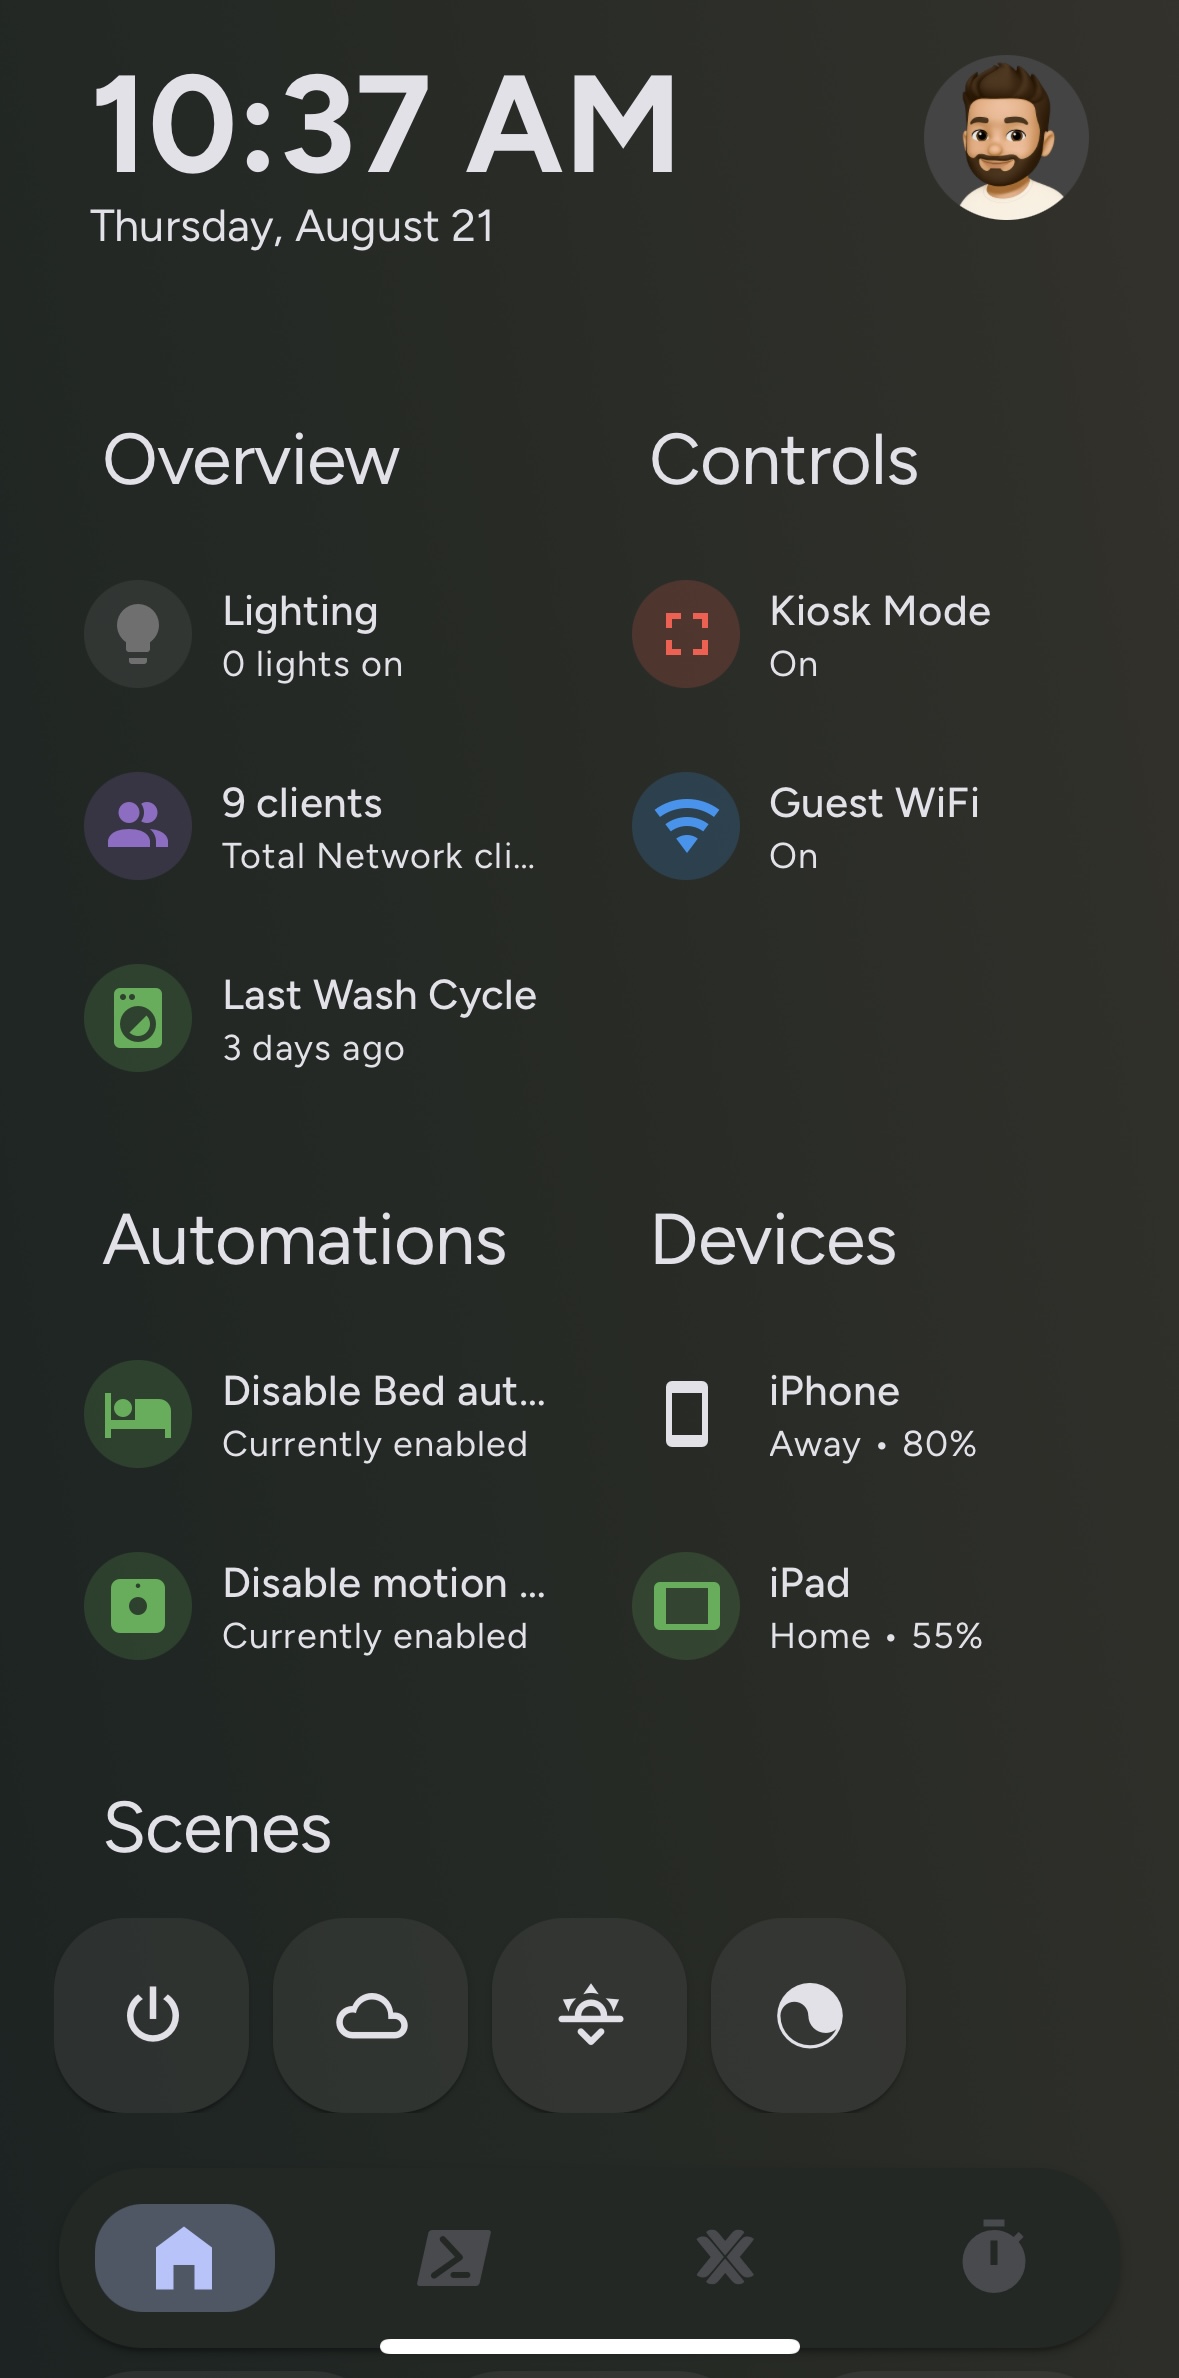 10:37 AM
Thursday, August 21
Overview
Lighting
0 lights on
9 clients
Total Network cli...
Last Wash Cycle
3 days ago
Controls
Kiosk Mode
On
Guest WiFi
On
Automations
Disable Bed aut...
Currently enabled
Disable motion ...
Currently enabled
Devices
iPhone
Away • 80%
iPad
Home • 55%
Scenes